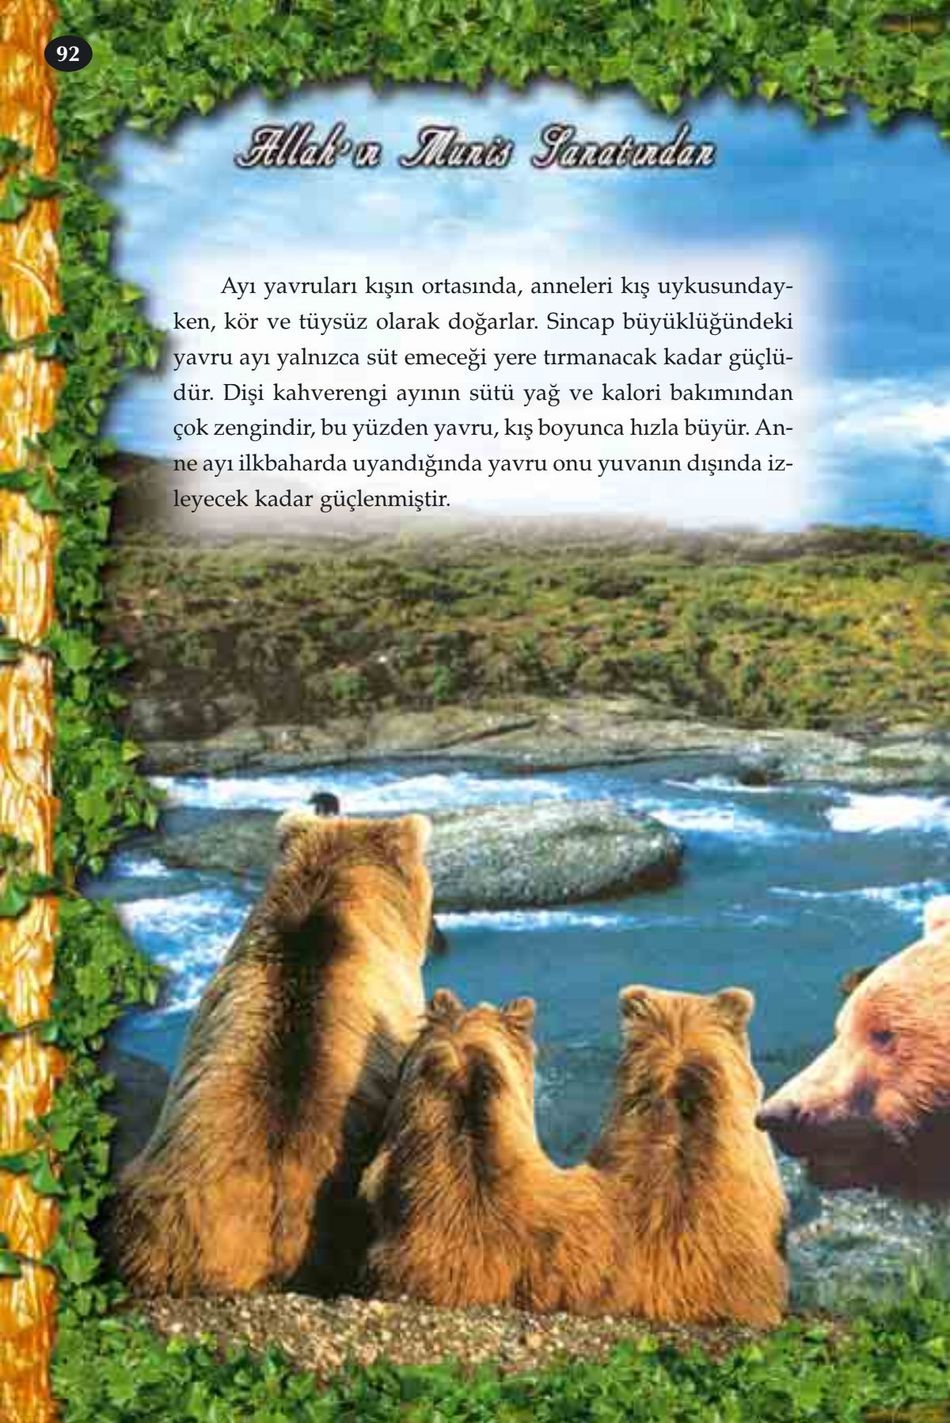 92
Allah'ın Munis Sanatından
Ayı yavruları kışın ortasında, anneleri kış uykusunday-
ken, kör ve tüysüz olarak doğarlar. Sincap büyüklüğündeki
yavru ayı yalnızca süt emeceği yere tırmanacak kadar güçlü-
dür. Dişi kahverengi ayının sütü yağ ve kalori bakımından
çok zengindir, bu yüzden yavru, kış boyunca hızla büyür. An-
ne ayı ilkbaharda uyandığında yavru onu yuvanın dışında iz-
leyecek kadar güçlenmiştir.